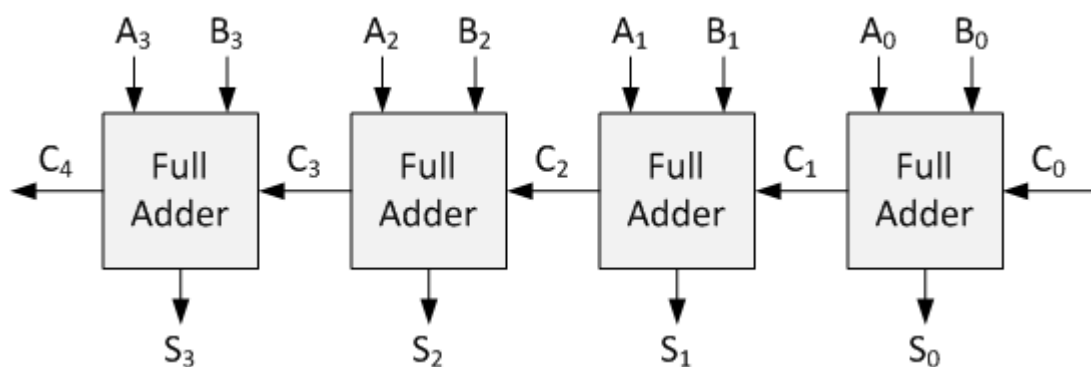 A₃ B₃ A₂ B₂ A₁ B₁ A₀ B₀
C₄ Full Adder C₃ Full Adder C₂ Full Adder C₁ Full Adder C₀
S₃ S₂ S₁ S₀